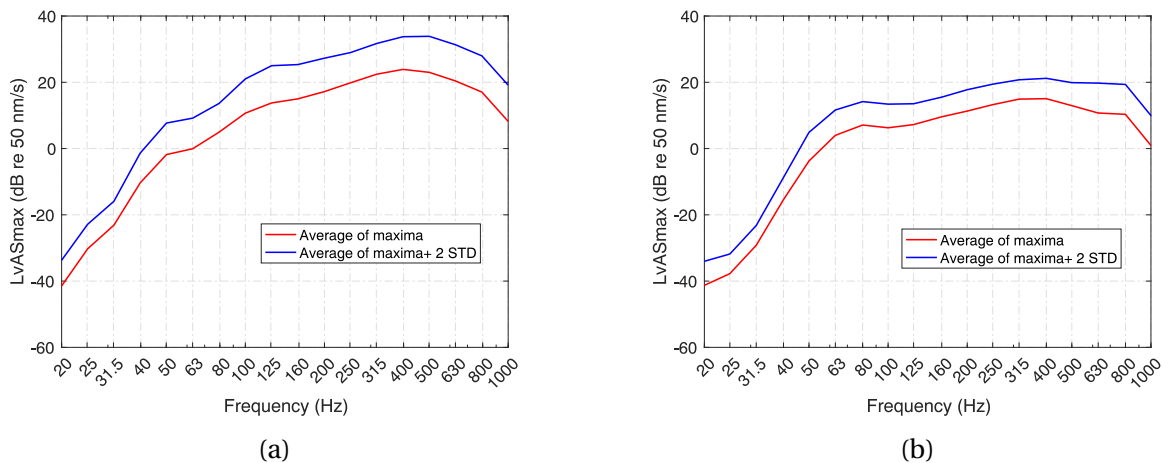 40
20
0
-20
-40
-60
LvASmax (dB re 50 nm/s)
Average of maxima
Average of maxima+ 2 STD
20 25 31.5 40 50 63 80 100 125 160 200 250 315 400 500 630 800 1000
Frequency (Hz)
(a)
40
20
0
-20
-40
-60
LvASmax (dB re 50 nm/s)
Average of maxima
Average of maxima+ 2 STD
20 25 31.5 40 50 63 80 100 125 160 200 250 315 400 500 630 800 1000
Frequency (Hz)
(b)